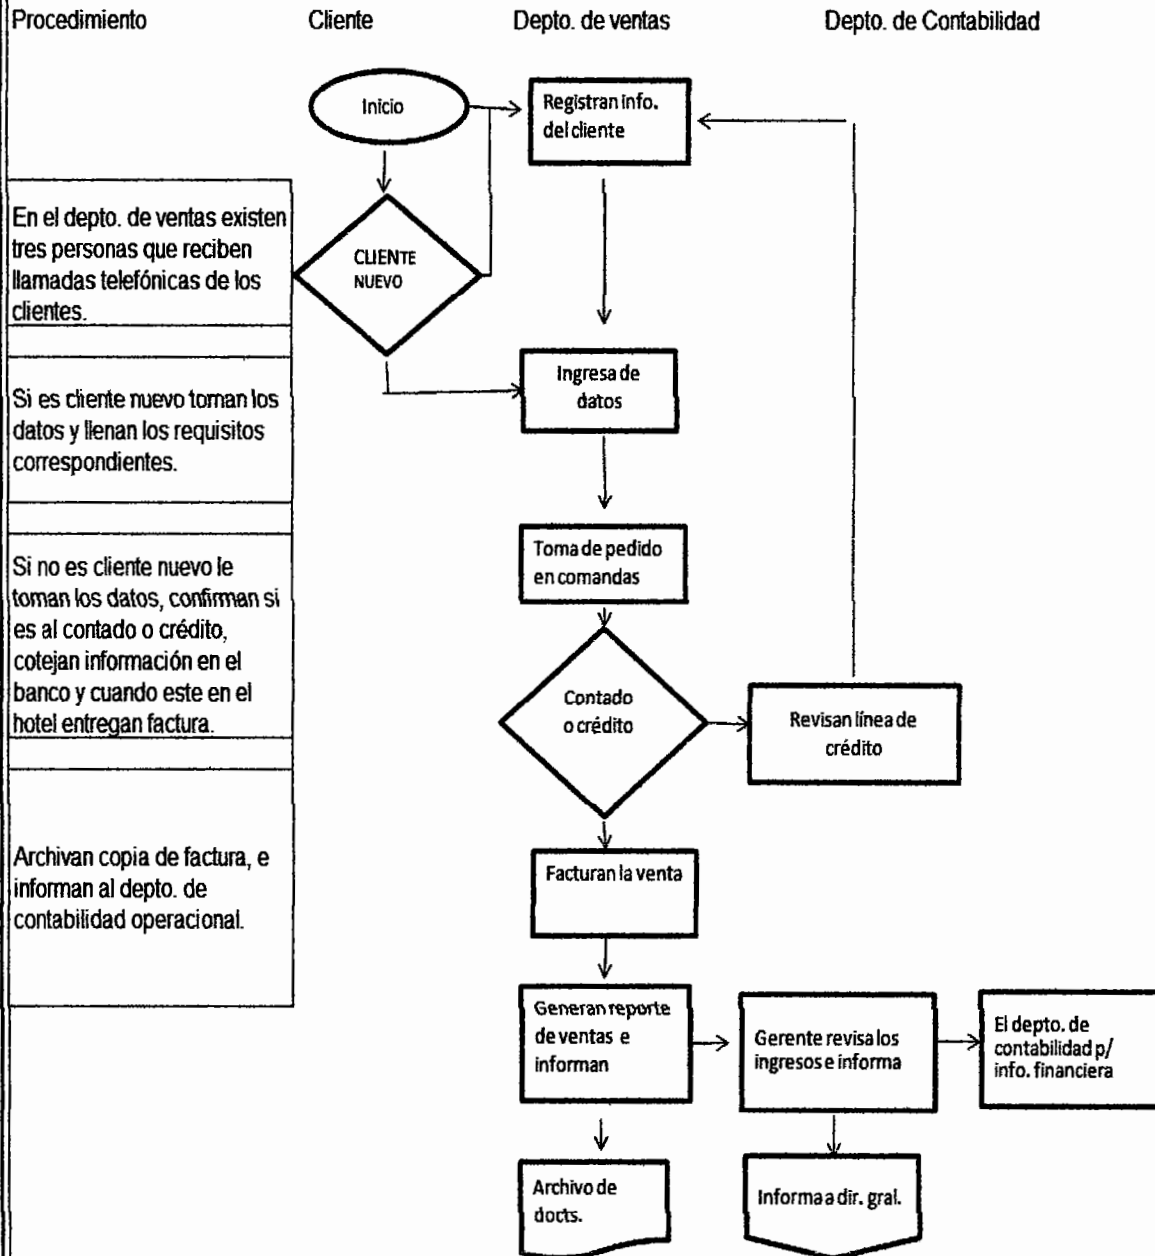 Procedimiento
Cliente
Depto. de ventas
Depto. de Contabilidad
Inicio
Registran info.
del cliente
En el depto. de ventas existen
tres personas que reciben
llamadas telefónicas de los
clientes.
CLIENTE
NUEVO
Ingresa de
datos
Si es cliente nuevo toman los
datos y llenan los requisitos
correspondientes.
Toma de pedido
en comandas
Si no es cliente nuevo le
toman los datos, confirman si
es al contado o crédito,
cotejan información en el
banco y cuando este en el
hotel entregan factura.
Contado
o crédito
Revisan línea de
crédito
Archivan copia de factura, e
informan al depto. de
contabilidad operacional.
Facturan la venta
Generan reporte
de ventas e
informan
Gerente revisa los
ingresos e informa
El depto. de
contabilidad p/
info. financiera
Archivo de
docts.
Informa a dir. gral.